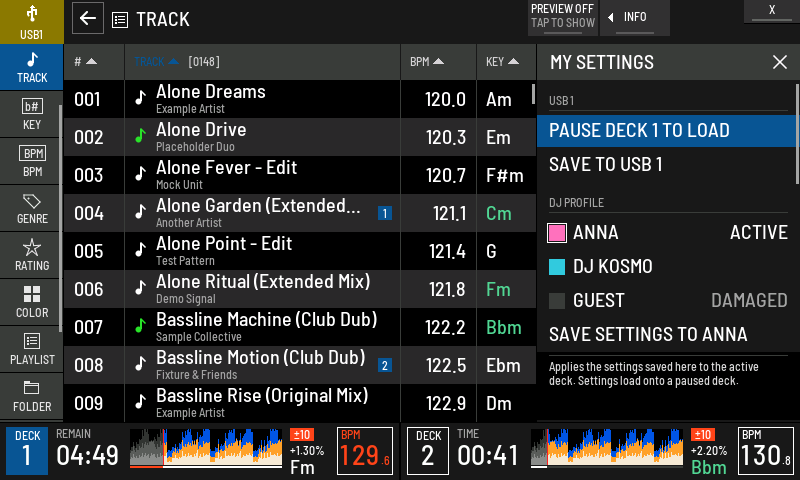 USB1
TRACK
PREVIEW OFF
TAP TO SHOW
INFO
X
TRACK
b#
KEY
BPM
BPM
GENRE
RATING
COLOR
PLAYLIST
FOLDER
# TRACK [0148] BPM KEY
001 Alone Dreams 120.0 Am
Example Artist
002 Alone Drive 120.3 Em
Placeholder Duo
003 Alone Fever - Edit 120.7 F#m
Mock Unit
004 Alone Garden (Extended... 1 121.1 Cm
Another Artist
005 Alone Point - Edit 121.4 G
Test Pattern
006 Alone Ritual (Extended Mix) 121.8 Fm
Demo Signal
007 Bassline Machine (Club Dub) 122.2 Bbm
Sample Collective
008 Bassline Motion (Club Dub) 2 122.5 Ebm
Fixture & Friends
009 Bassline Rise (Original Mix) 122.9 Dm
Example Artist
MY SETTINGS
USB 1
PAUSE DECK 1 TO LOAD
SAVE TO USB 1
DJ PROFILE
ANNA ACTIVE
DJ KOSMO
GUEST DAMAGED
SAVE SETTINGS TO ANNA
Applies the settings saved here to the active
deck. Settings load onto a paused deck.
DECK 1
REMAIN
04:49
±10
+1.30%
Fm
BPM
129.6
DECK 2
TIME
00:41
±10
+2.20%
Bbm
BPM
130.8